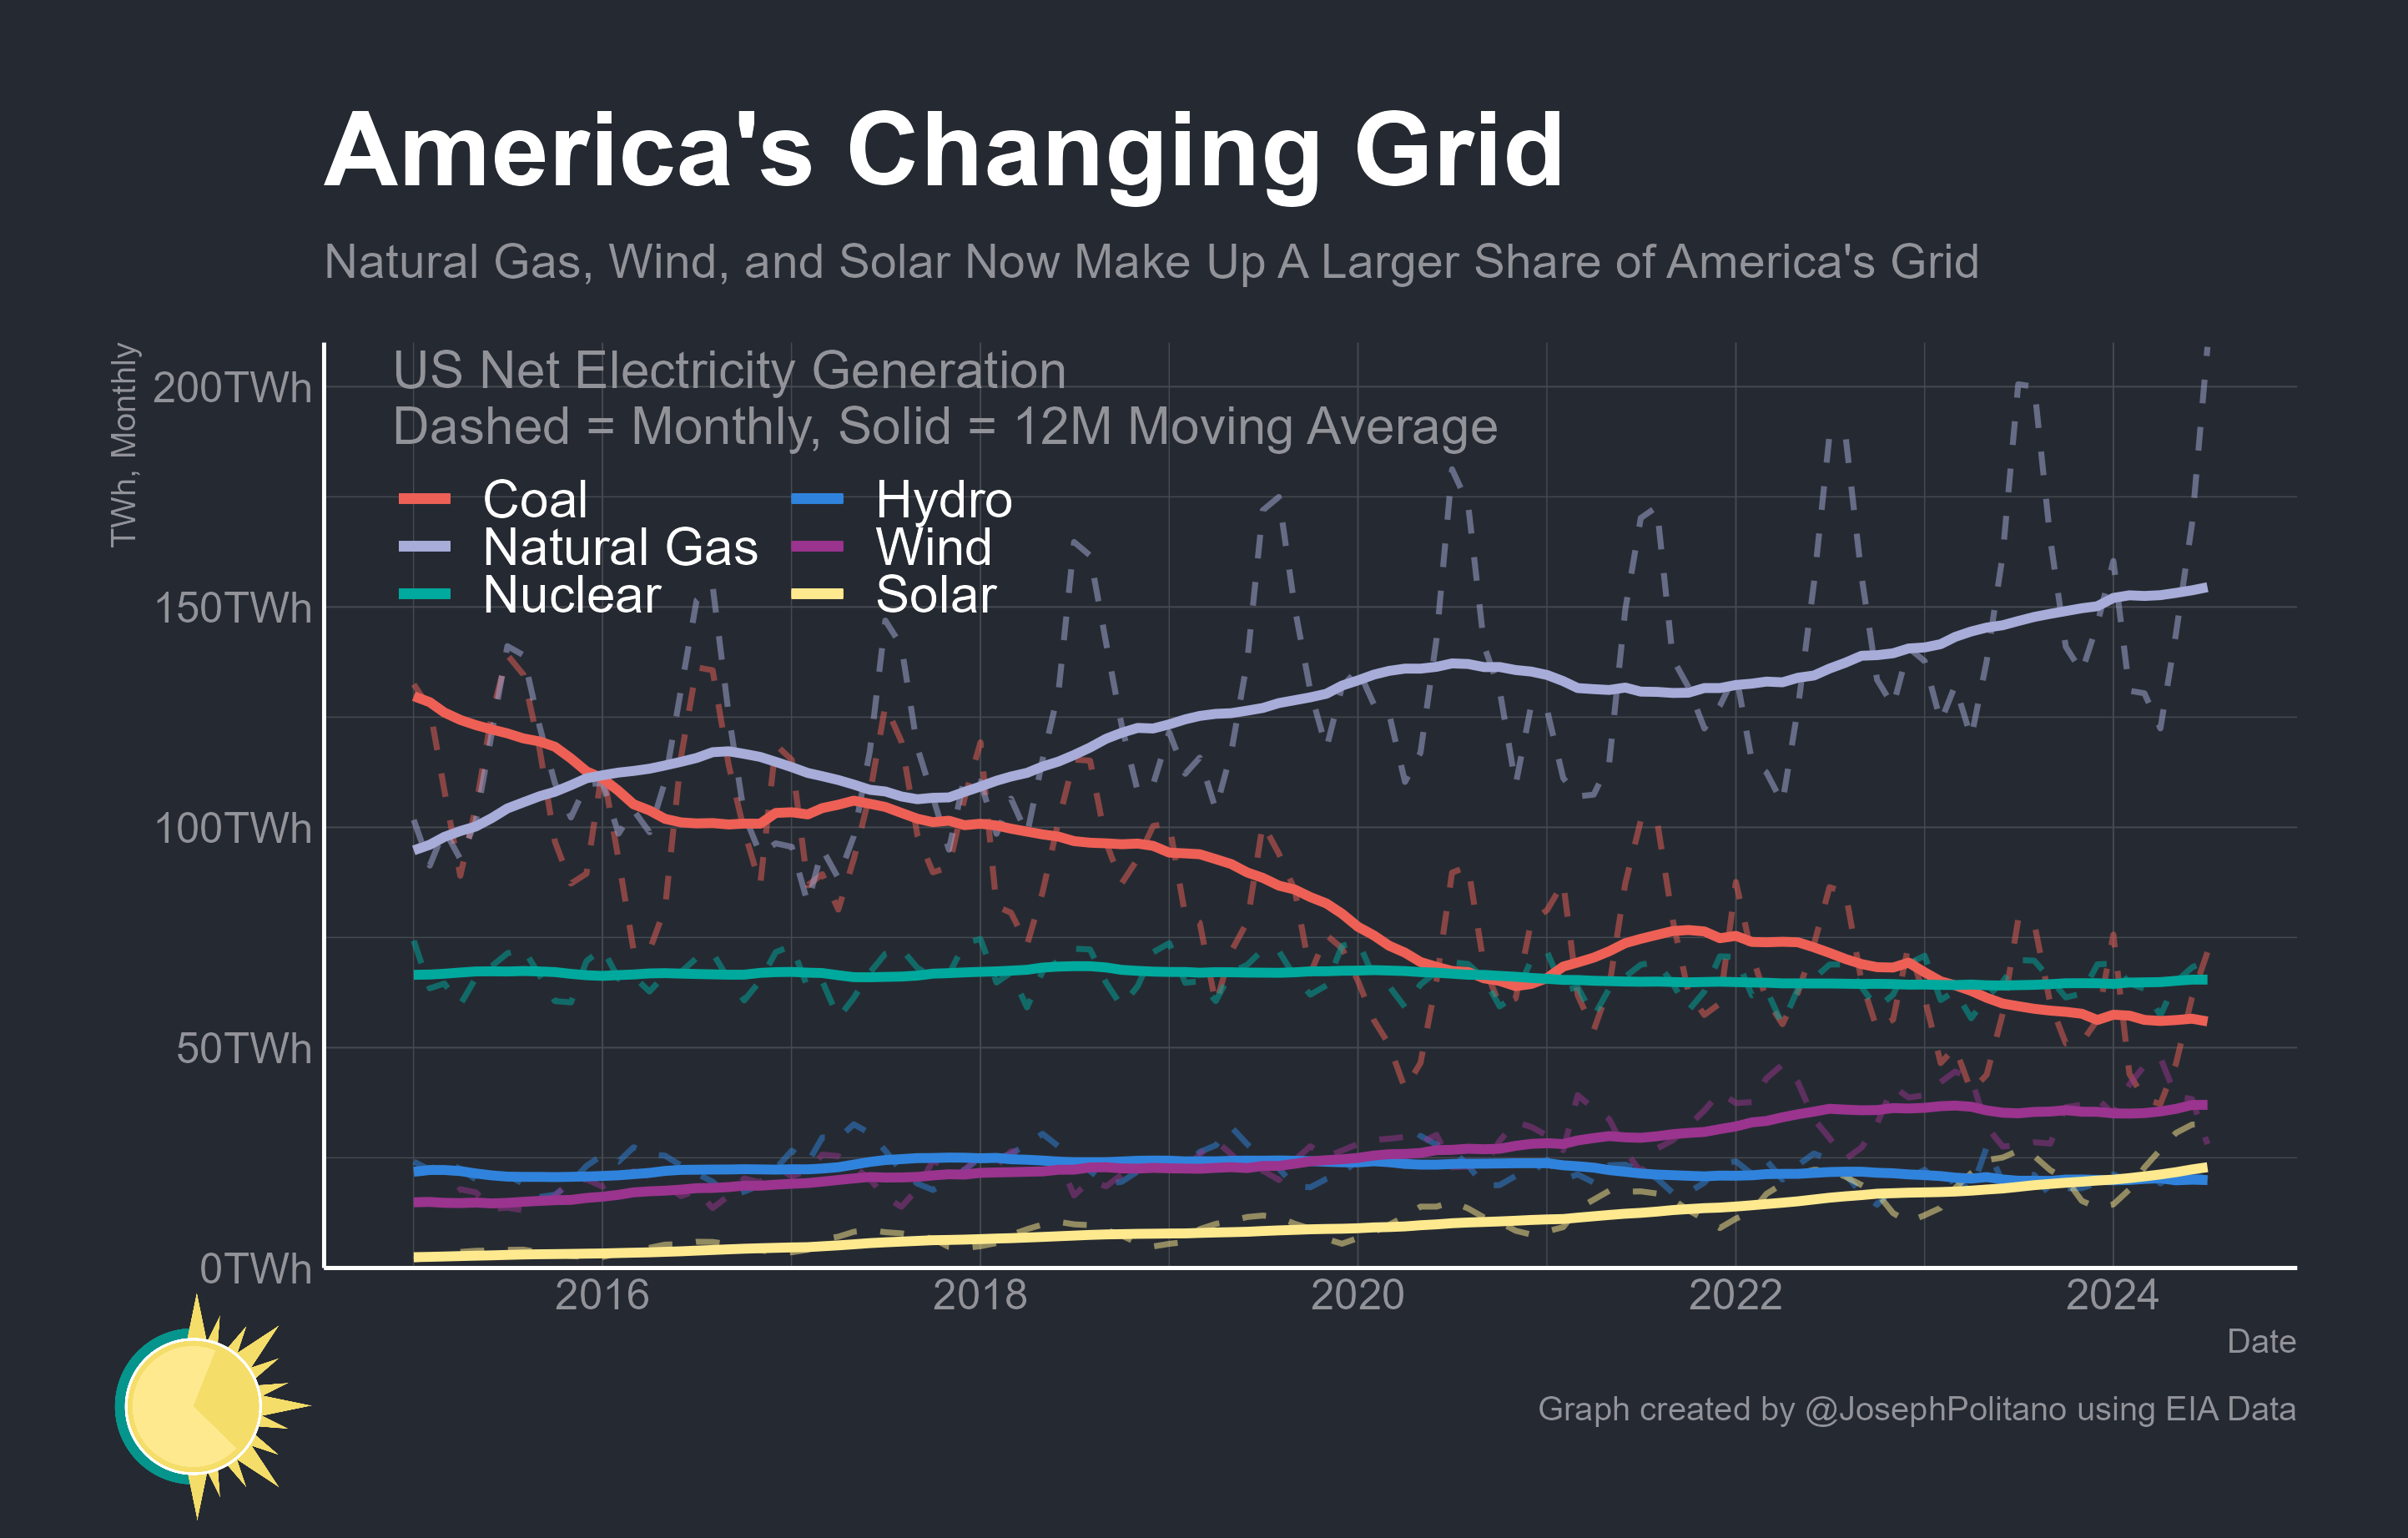 America's Changing Grid
Natural Gas, Wind, and Solar Now Make Up A Larger Share of America's Grid
TWh, Monthly
US Net Electricity Generation
Dashed = Monthly, Solid = 12M Moving Average
Coal
Natural Gas
Nuclear
Hydro
Wind
Solar
200TWh
150TWh
100TWh
50TWh
0TWh
2016
2018
2020
2022
2024
Date
Graph created by @JosephPolitano using EIA Data